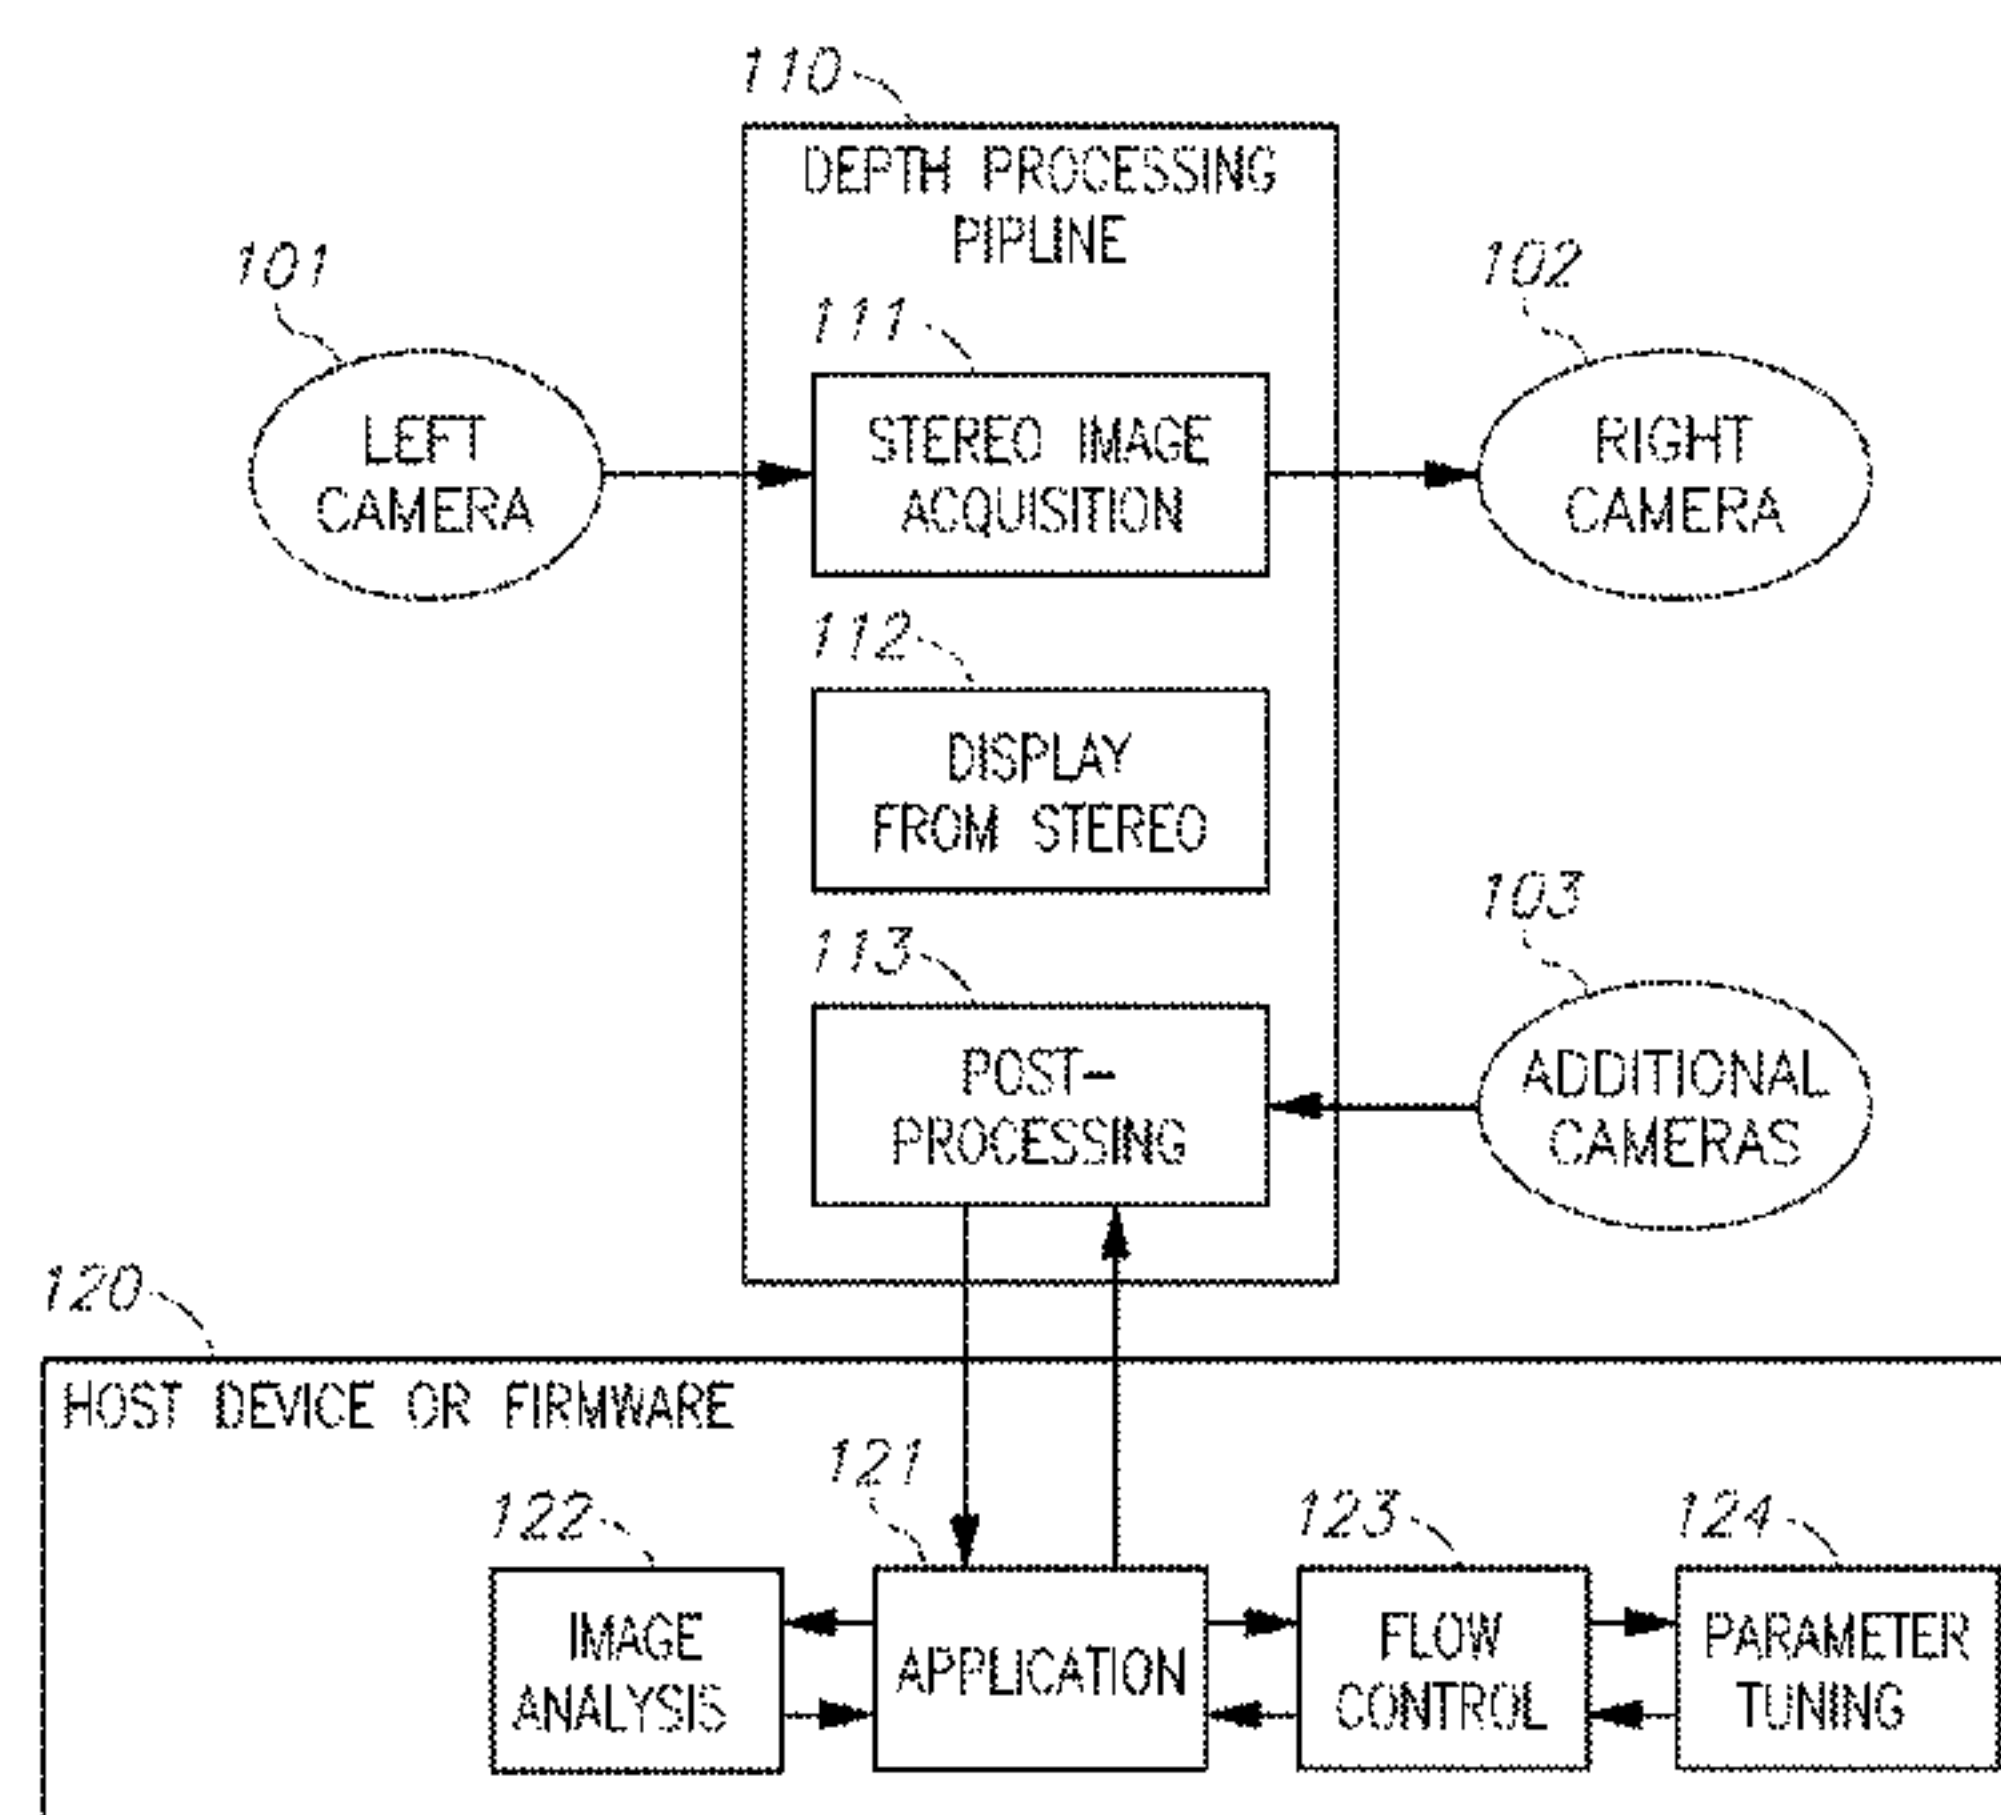 110
DEPTH PROCESSING
PIPLINE
101
102
111
LEFT
CAMERA
STEREO IMAGE
ACQUISITION
RIGHT
CAMERA
112
DISPLAY
FROM STEREO
103
113
POST-
PROCESSING
ADDITIONAL
CAMERAS
120
HOST DEVICE OR FIRMWARE
121
122
123
124
IMAGE
ANALYSIS
APPLICATION
FLOW
CONTROL
PARAMETER
TUNING